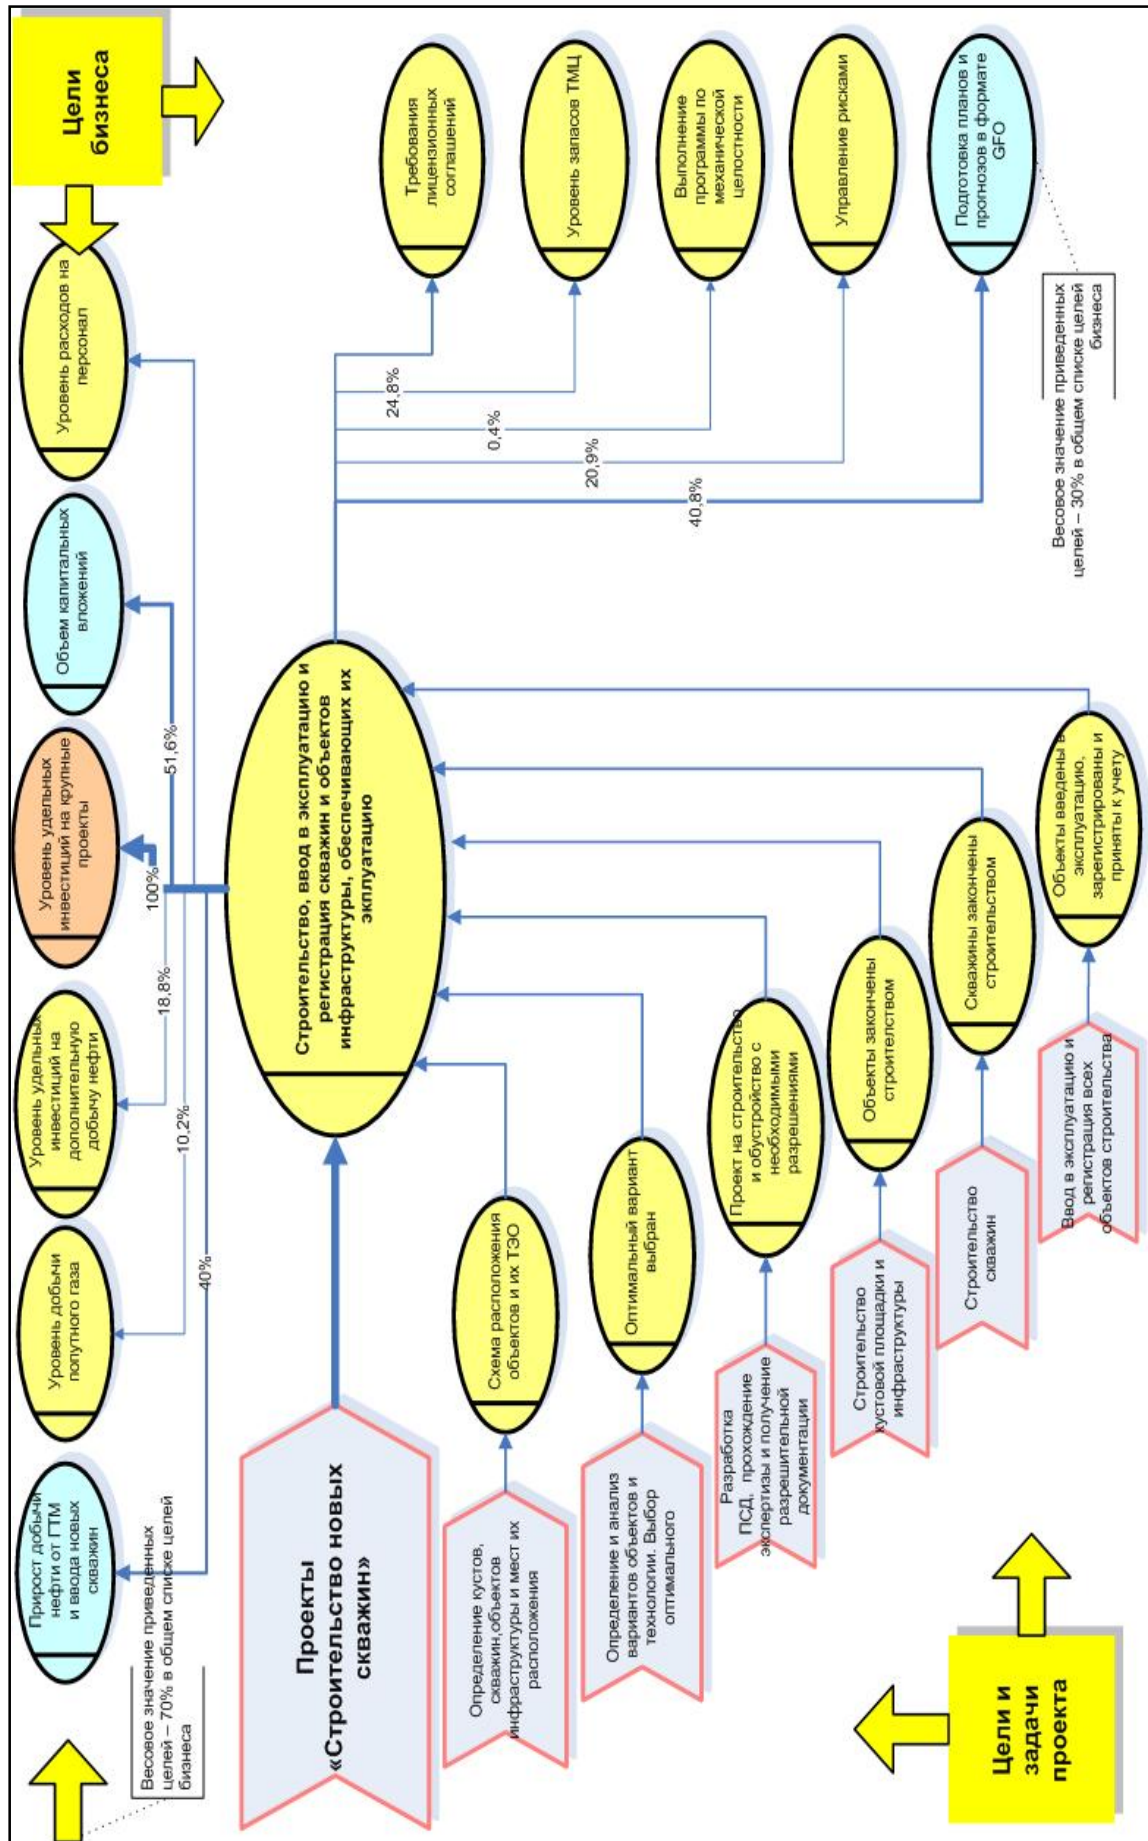 Цели
бизнеса
Прирост добычи
нефти от ГТМ
и ввода новых
скважин
Уровень добычи
попутного газа
Уровень удельных
инвестиций на
дополнительную
добычу нефти
Уровень удельных
инвестиций на крупные
проекты
Объем капитальных
вложений
Уровень расходов на
персонал
Весовое значение приведенных
целей – 70% в общем списке целей
бизнеса
40%
10,2%
18,8%
100%
51,6%
Проекты
«Строительство новых
скважин»
Строительство, ввод в эксплуатацию и
регистрация скважин и объектов
инфраструктуры, обеспечивающих их
экплуатацию
24,8%
0,4%
20,9%
40,8%
Требования
лицензионных
соглашений
Уровень запасов ТМЦ
Выполнение
программы по
механической
целостности
Управление рисками
Подготовка планов и
прогнозов в формате
GFO
Весовое значение приведенных
целей – 30% в общем списке целей
бизнеса
Определение кустов,
скважин,объектов
инфраструктуры и мест их
расположения
Схема расположения
объектов и их ТЭО
Определение и анализ
вариантов объектов и
технологии. Выбор
оптимального
Оптимальный вариант
выбран
Разработка
ПСД, прохождение
экспертизы и получение
разрешительной
документации
Проект на строительство
и обустройство с
необходимыми
разрешениями
Строительство
кустовой площадки и
инфраструктуры
Объекты закончены
строителством
Строительство
скважин
Скважины закончены
строительством
Ввод в эксплуатацию и
регистрация всех
объектов строительства
Объекты введены в
эксплуатацию,
зарегистрированы и
приняты к учету
Цели и
задачи
проекта